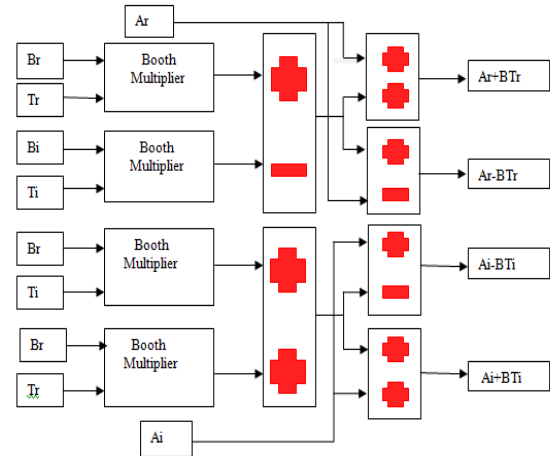 Ar
Br
Booth
Multiplier
Tr
Ar+BTr
Bi
Booth
Multiplier
Ti
Ar-BTr
Br
Booth
Multiplier
Ti
Ai-BTi
Br
Booth
Multiplier
Tr
Ai+BTi
Ai